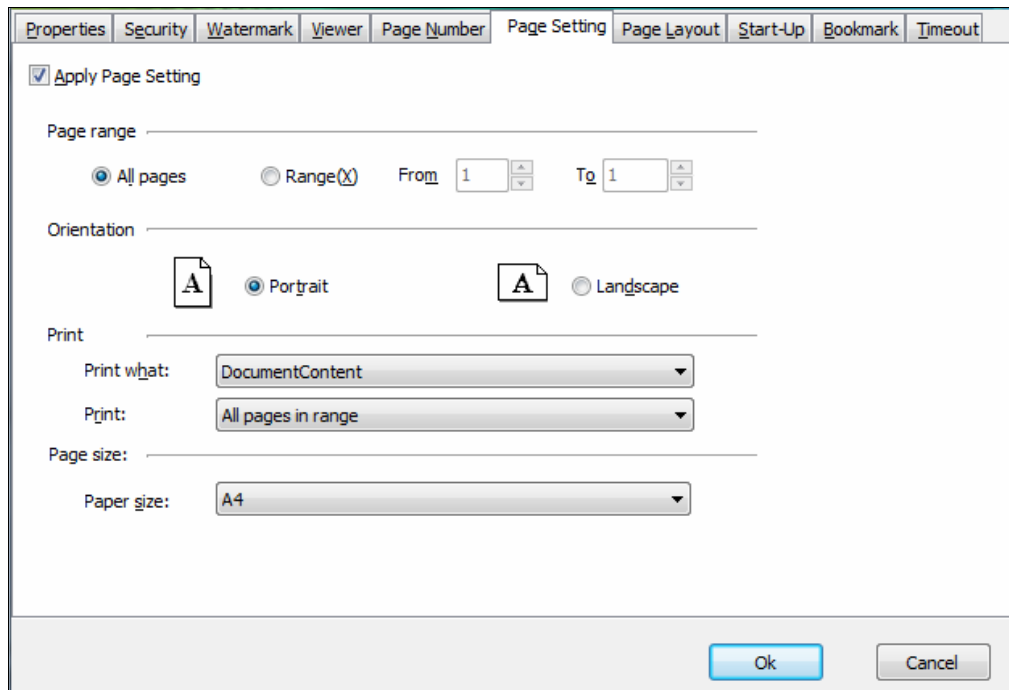 Properties Security Watermark Viewer Page Number Page Setting Page Layout Start-Up Bookmark Timeout
Apply Page Setting
Page range
All pages Range(X) From 1 To 1
Orientation
A Portrait A Landscape
Print
Print what: DocumentContent
Print: All pages in range
Page size:
Paper size: A4
Ok Cancel